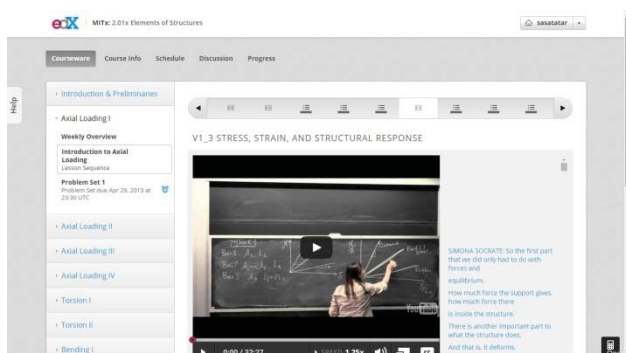 edX
MITx: 2.01x Elements of Structures
sasatatar
Courseware
Course Info
Schedule
Discussion
Progress
Help
Introduction & Preliminaries
Axial Loading I
Weekly Overview
Introduction to Axial
Loading
Lesson Sequence
Problem Set 1
Problem Set due Apr 29, 2013 at
23:30 UTC
Axial Loading II
Axial Loading III
Axial Loading IV
Torsion I
Torsion II
Bending I
V1_3 STRESS, STRAIN, AND STRUCTURAL RESPONSE
YouTube
0:00 / 32:27
SPEED 1.25x
SIMONA SOCRATE: So the first part
that we did only had to do with
forces and
equilibrium.
How much force the support gives,
how much force there
is inside the structure.
There is another important part to
what the structure does.
And that is, it deforms.